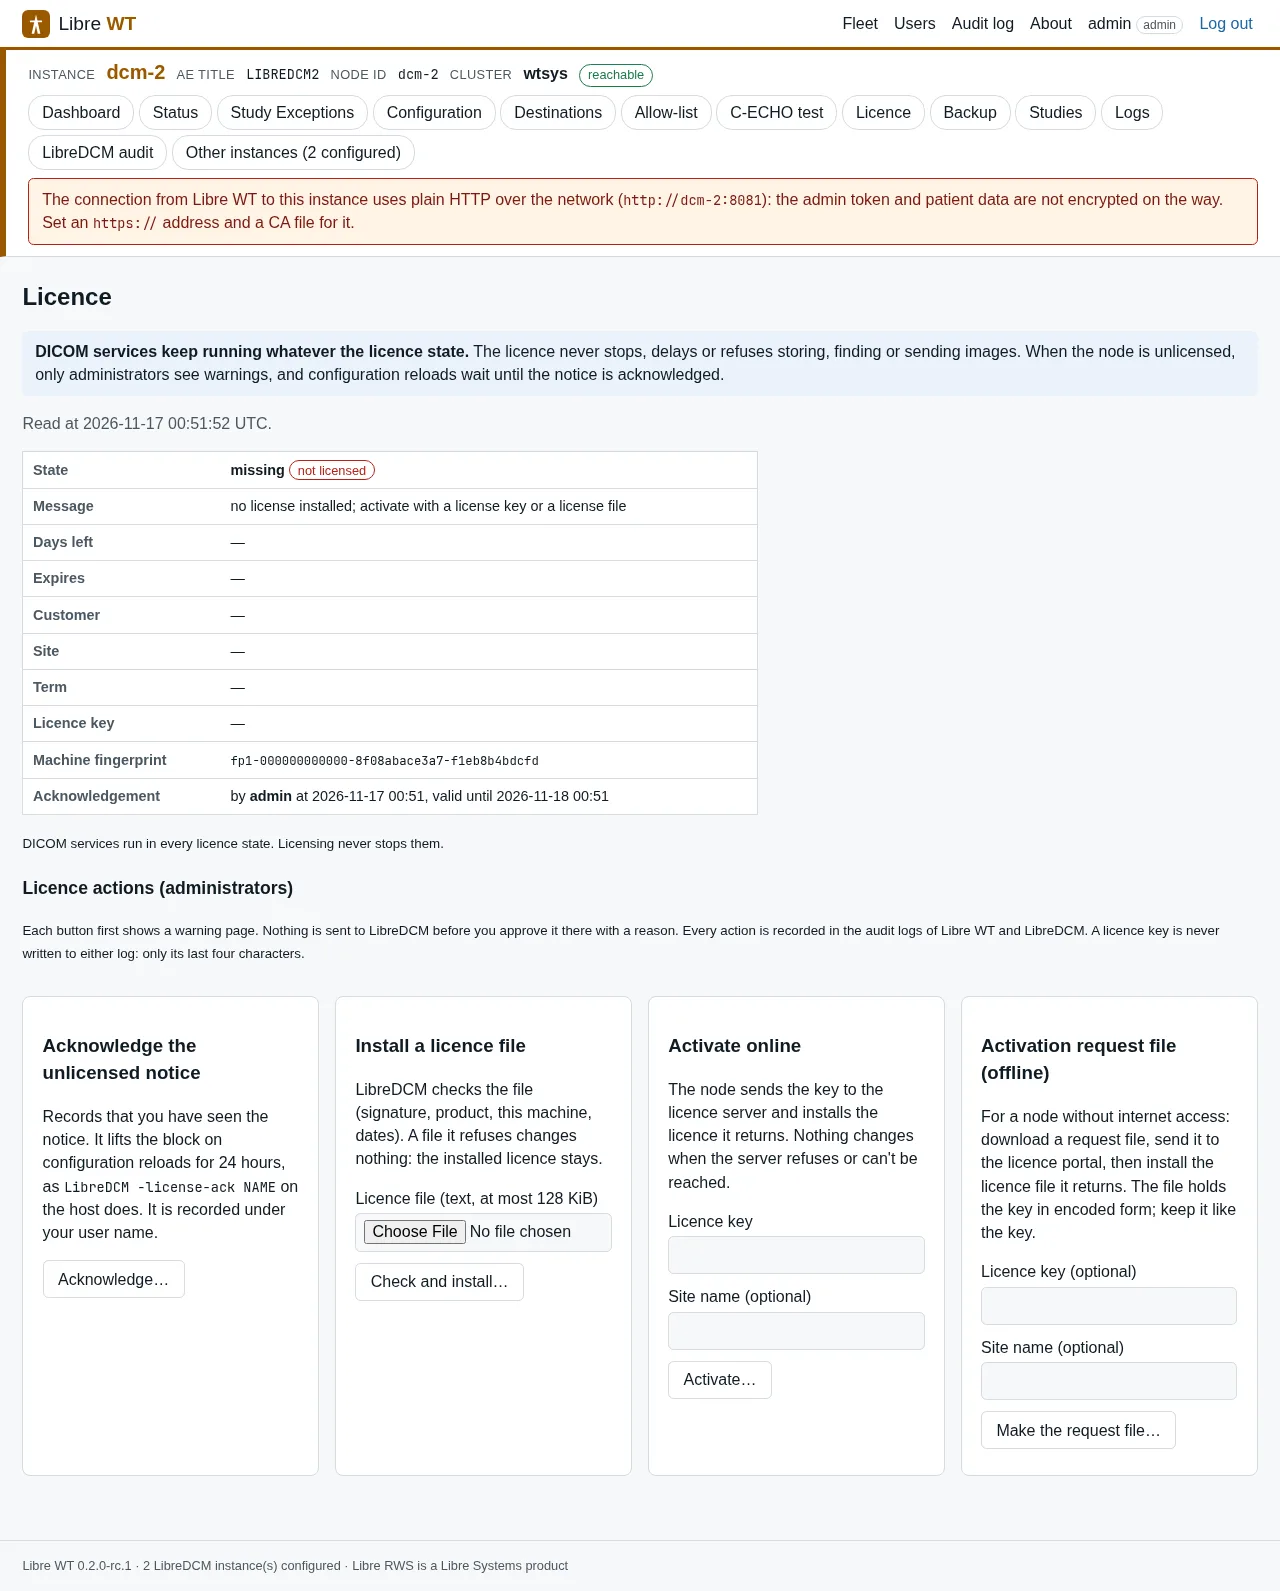 Libre WT
Fleet Users Audit log About admin admin Log out
INSTANCE dcm-2 AE TITLE LIBREDCM2 NODE ID dcm-2 CLUSTER wtsys reachable
Dashboard Status Study Exceptions Configuration Destinations Allow-list C-ECHO test Licence Backup Studies Logs
LibreDCM audit Other instances (2 configured)
The connection from Libre WT to this instance uses plain HTTP over the network (http://dcm-2:8081): the admin token and patient data are not encrypted on the way.
Set an https:// address and a CA file for it.
Licence
DICOM services keep running whatever the licence state. The licence never stops, delays or refuses storing, finding or sending images. When the node is unlicensed,
only administrators see warnings, and configuration reloads wait until the notice is acknowledged.
Read at 2026-11-17 00:51:52 UTC.
State missing not licensed
Message no license installed; activate with a license key or a license file
Days left —
Expires —
Customer —
Site —
Term —
Licence key —
Machine fingerprint fp1-000000000000-8f08abace3a7-f1eb8b4bdcfd
Acknowledgement by admin at 2026-11-17 00:51, valid until 2026-11-18 00:51
DICOM services run in every licence state. Licensing never stops them.
Licence actions (administrators)
Each button first shows a warning page. Nothing is sent to LibreDCM before you approve it there with a reason. Every action is recorded in the audit logs of Libre WT and LibreDCM. A licence key is never
written to either log: only its last four characters.
Acknowledge the
unlicensed notice
Records that you have seen the
notice. It lifts the block on
configuration reloads for 24 hours,
as LibreDCM -license-ack NAME on
the host does. It is recorded under
your user name.
Acknowledge…
Install a licence file
LibreDCM checks the file
(signature, product, this machine,
dates). A file it refuses changes
nothing: the installed licence stays.
Licence file (text, at most 128 KiB)
Choose File No file chosen
Check and install…
Activate online
The node sends the key to the
licence server and installs the
licence it returns. Nothing changes
when the server refuses or can't be
reached.
Licence key
Site name (optional)
Activate…
Activation request file
(offline)
For a node without internet access:
download a request file, send it to
the licence portal, then install the
licence file it returns. The file holds
the key in encoded form; keep it like
the key.
Licence key (optional)
Site name (optional)
Make the request file…
Libre WT 0.2.0-rc.1 · 2 LibreDCM instance(s) configured · Libre RWS is a Libre Systems product